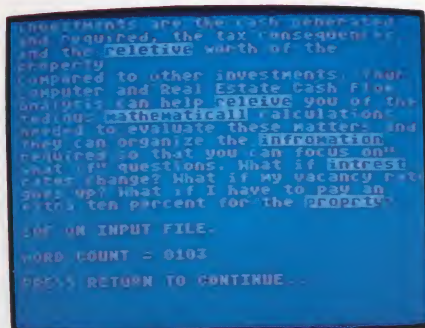 investments are the cash generated
and required, the tax consequences
and the reletive worth of the
property
compared to other investments. Your
computer and Real Estate Cash Flow
Analysis can help releive you of the
tedious mathematicall calculations
needed to evaluate these matters and
they can organize the infromation
required so that you can focus on"
what if" questions. What if intrest
rates change? What if my vacancy rate
goes up? What if I have to pay an
extra ten percent for the proprty
EOF ON INPUT FILE.
WORD COUNT = 0103
PRESS RETURN TO CONTINUE...